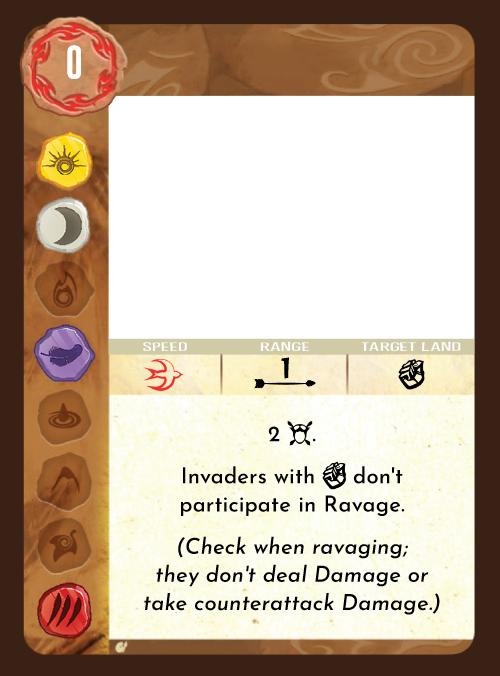 0
SPEED RANGE TARGET LAND
1
2 .
Invaders with don't
participate in Ravage.
(Check when ravaging;
they don't deal Damage or
take counterattack Damage.)